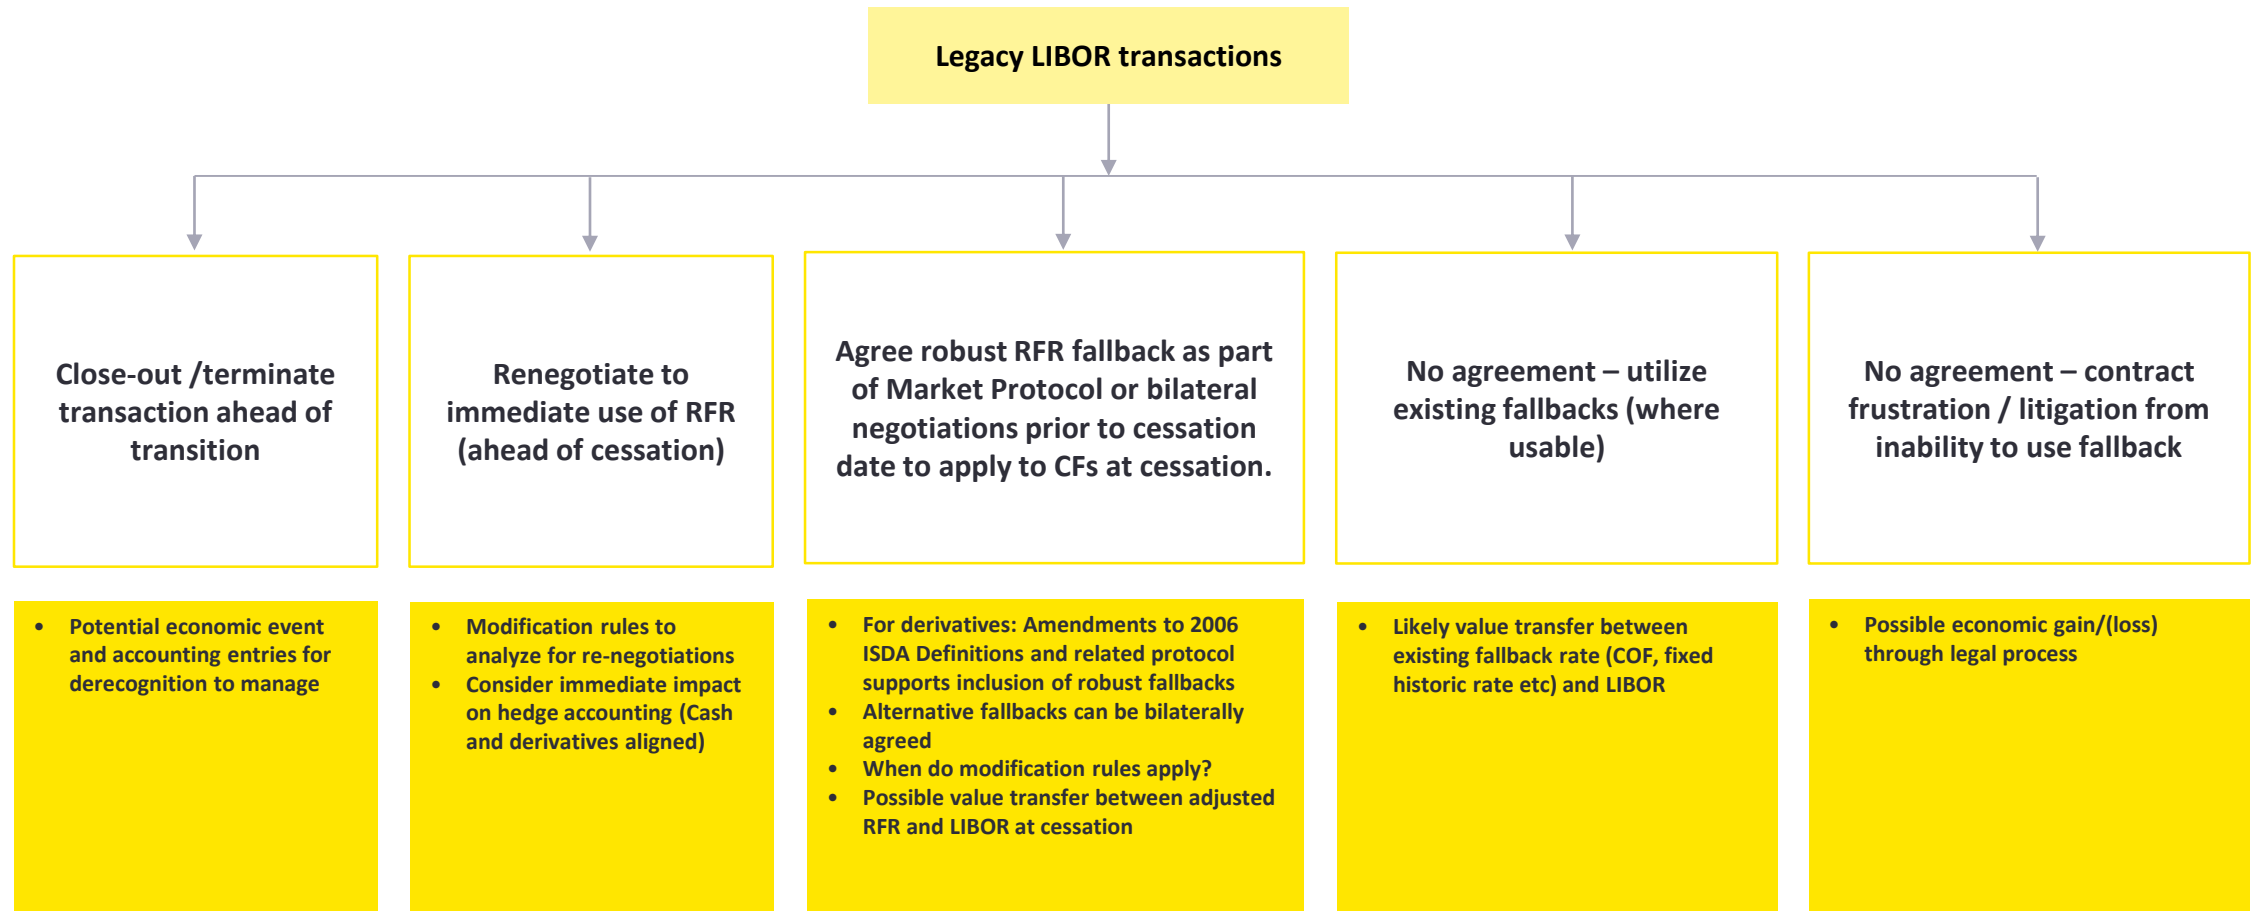 Legacy LIBOR transactions
Close-out /terminate
transaction ahead of
transition
Renegotiate to
immediate use of RFR
(ahead of cessation)
Agree robust RFR fallback as part
of Market Protocol or bilateral
negotiations prior to cessation
date to apply to CFs at cessation.
No agreement – utilize
existing fallbacks (where
usable)
No agreement – contract
frustration / litigation from
inability to use fallback
• Potential economic event
and accounting entries for
derecognition to manage
• Modification rules to
analyze for re-negotiations
• Consider immediate impact
on hedge accounting (Cash
and derivatives aligned)
• For derivatives: Amendments to 2006
ISDA Definitions and related protocol
supports inclusion of robust fallbacks
• Alternative fallbacks can be bilaterally
agreed
• When do modification rules apply?
• Possible value transfer between adjusted
RFR and LIBOR at cessation
• Likely value transfer between
existing fallback rate (COF, fixed
historic rate etc) and LIBOR
• Possible economic gain/(loss)
through legal process